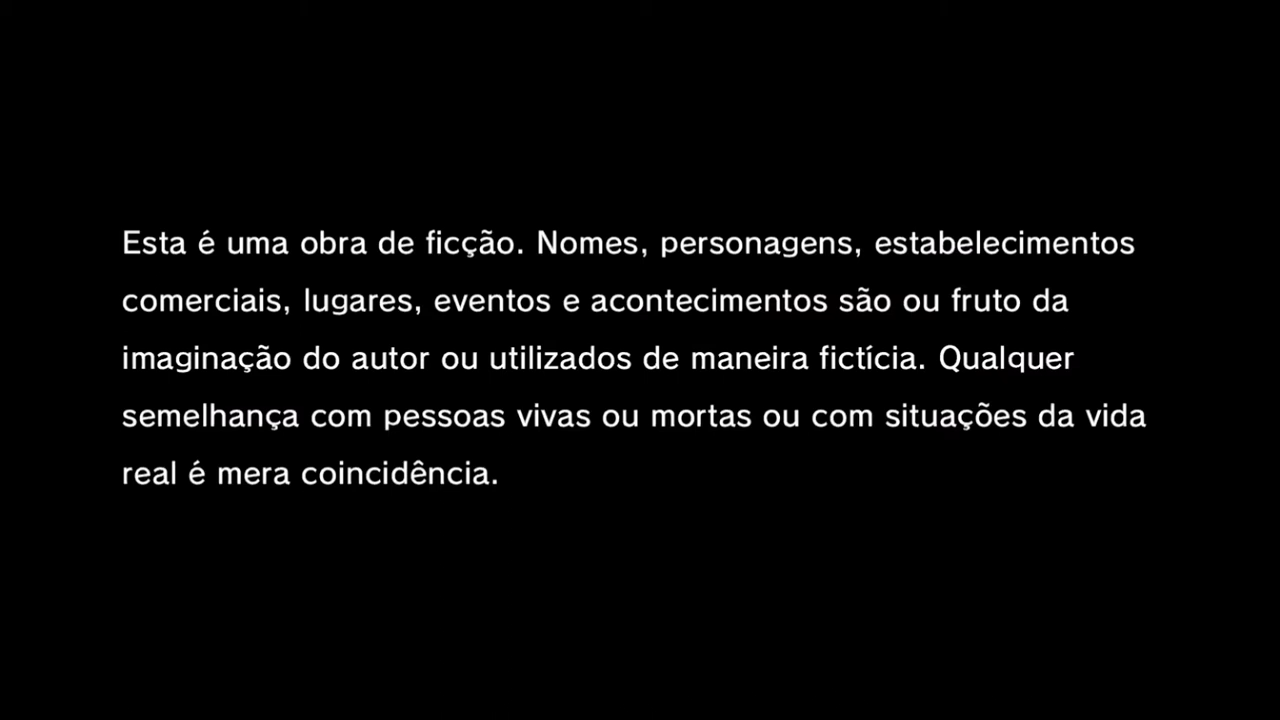 Esta é uma obra de ficção. Nomes, personagens, estabelecimentos
comerciais, lugares, eventos e acontecimentos são ou fruto da
imaginação do autor ou utilizados de maneira fictícia. Qualquer
semelhança com pessoas vivas ou mortas ou com situações da vida
real é mera coincidência.